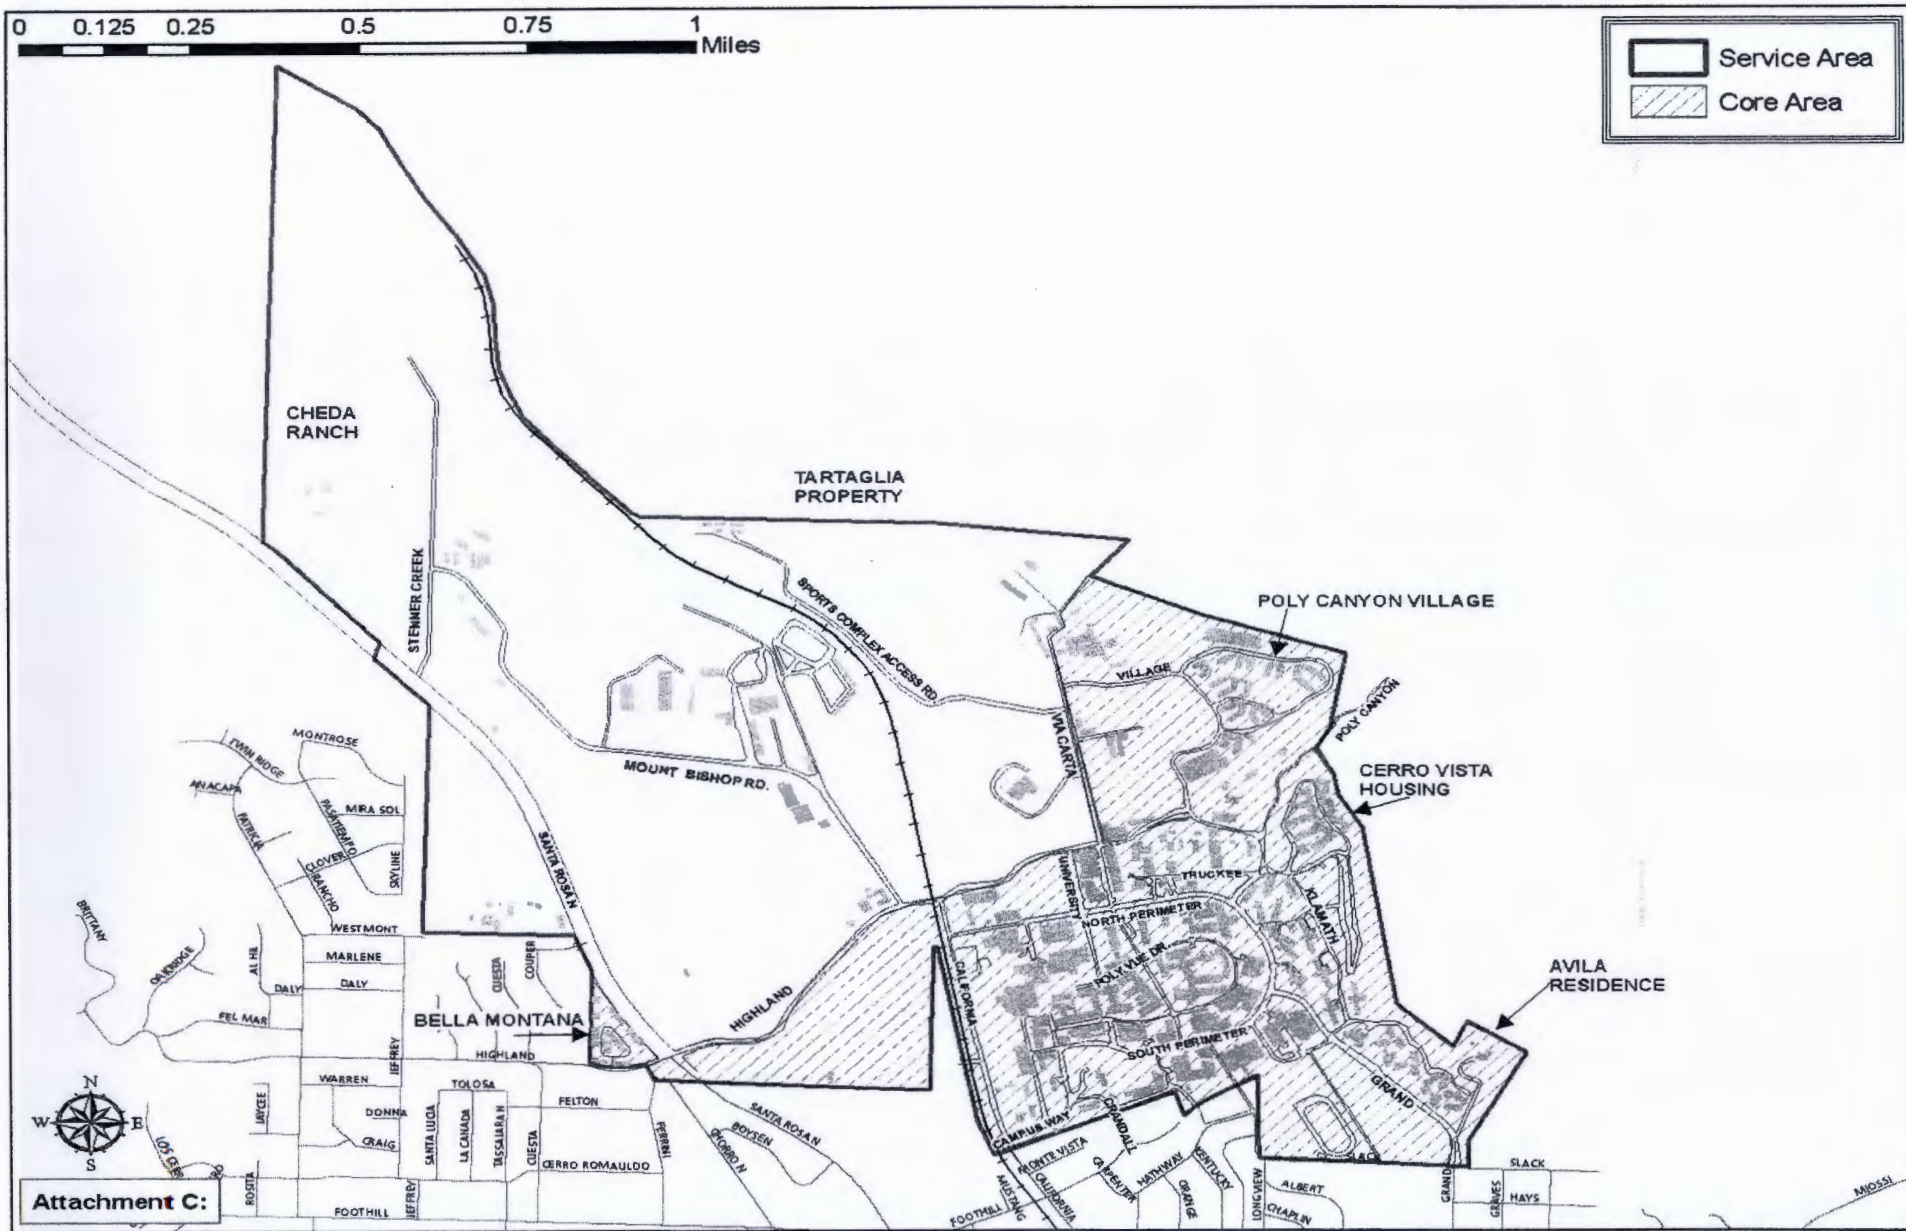 0 0.125 0.25 0.5 0.75 1
Miles
Service Area
Core Area
CHEDA
RANCH
TARTAGLIA
PROPERTY
STENNER CREEK
SPORTS COMPLEX ACCESS RD.
POLY CANYON VILLAGE
VILLAGE
POLY CANYON
VIA CARTA
CERRO VISTA
HOUSING
MOUNT BISHOP RD.
MONTROSE
TWIN RIDGE
ANACAPA
MIRA SOL
PATRICIA
PASATIEMPO
CLOVER
SKYLINE
RANCHO
SANTA ROSA N
UNIVERSITY
TRUCKEE
KLAMATH
NORTH PERIMETER
BRITTANY
WESTMONT
OAKRIDGE
AL HIL
MARLENE
CUESTA
COUPER
POLY VUE DR.
DALY
DALY
CALIFORNIA
AVILA
RESIDENCE
HIGHLAND
FEL MAR
BELLA MONTANA
JEFFREY
HIGHLAND
SOUTH PERIMETER
WARREN
TOLOSA
GRAND
N
W E
S
JAYCEE
DONNA
SANTA LUCIA
LA CANADA
TASSAJARA N
FELTON
SANTA ROSA N
BOYSEN
CHORRO N
FERRINI
CRAIG
CUESTA
CERRO ROMAULDO
CAMPUS WAY
CRANDALL
MONTE VISTA
CARPENTER
HATHWAY
KENTUCKY
ORANGE
SLACK
SLACK
LOS CER
ROSITA
JEFFREY
MUSTANG
CALIFORNIA
LONGVIEW
ALBERT
CHAPLIN
GRAND
GRAVES
HAYS
MIOSSI
Attachment C:
FOOTHILL
FOOTHILL